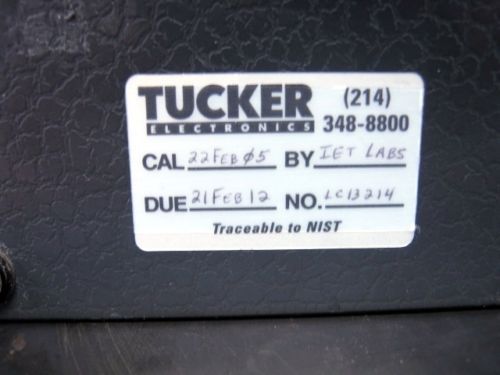 TUCKER (214)
ELECTRONICS 348-8800
CAL 22FEB05 BY IET LABS
DUE 21FEB12 NO. LC13214
Traceable to NIST